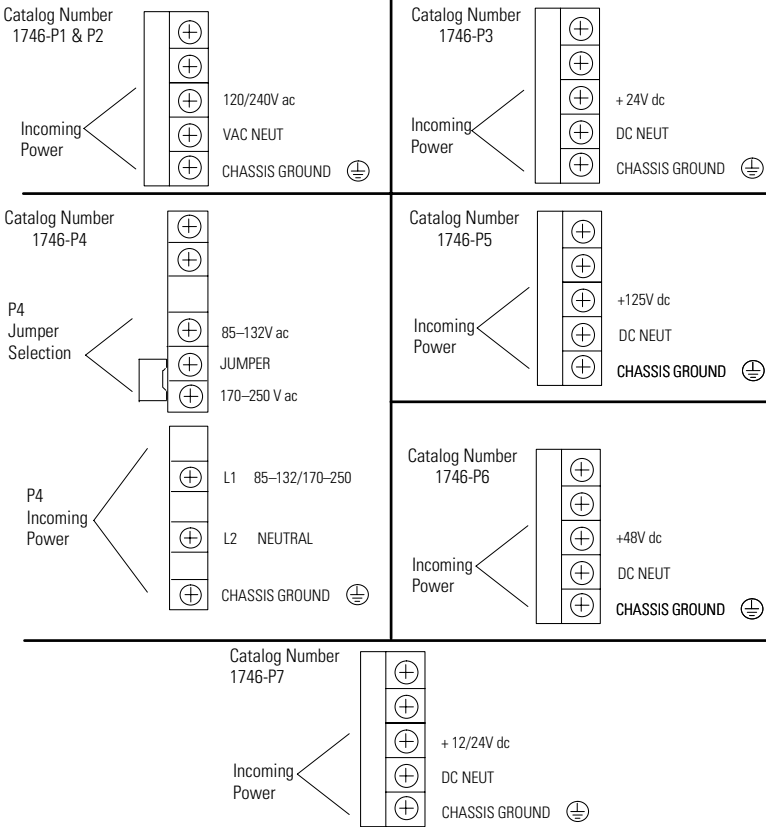 Catalog Number
1746-P1 & P2
Incoming
Power
120/240V ac
VAC NEUT
CHASSIS GROUND
Catalog Number
1746-P3
Incoming
Power
+ 24V dc
DC NEUT
CHASSIS GROUND
Catalog Number
1746-P4
P4
Jumper
Selection
85–132V ac
JUMPER
170–250 V ac
P4
Incoming
Power
L1 85–132/170–250
L2 NEUTRAL
CHASSIS GROUND
Catalog Number
1746-P5
Incoming
Power
+125V dc
DC NEUT
CHASSIS GROUND
Catalog Number
1746-P6
Incoming
Power
+48V dc
DC NEUT
CHASSIS GROUND
Catalog Number
1746-P7
Incoming
Power
+ 12/24V dc
DC NEUT
CHASSIS GROUND